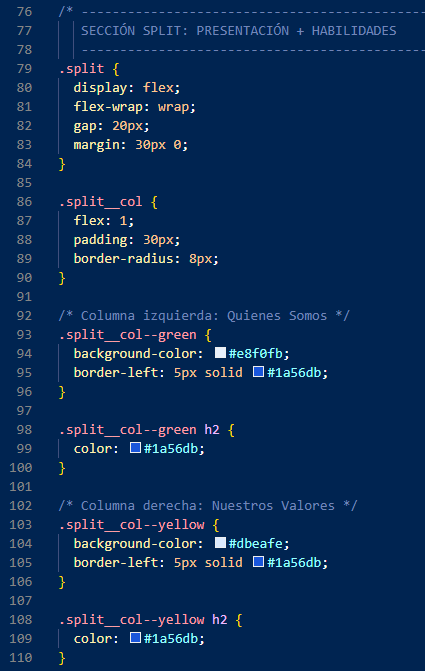 76 /* --------------------------------------------
77 SECCIÓN SPLIT: PRESENTACIÓN + HABILIDADES
78 --------------------------------------------
79 .split {
80 display: flex;
81 flex-wrap: wrap;
82 gap: 20px;
83 margin: 30px 0;
84 }
85
86 .split__col {
87 flex: 1;
88 padding: 30px;
89 border-radius: 8px;
90 }
91
92 /* Columna izquierda: Quienes Somos */
93 .split__col--green {
94 background-color: #e8f0fb;
95 border-left: 5px solid #1a56db;
96 }
97
98 .split__col--green h2 {
99 color: #1a56db;
100 }
101
102 /* Columna derecha: Nuestros Valores */
103 .split__col--yellow {
104 background-color: #dbeafe;
105 border-left: 5px solid #1a56db;
106 }
107
108 .split__col--yellow h2 {
109 color: #1a56db;
110 }